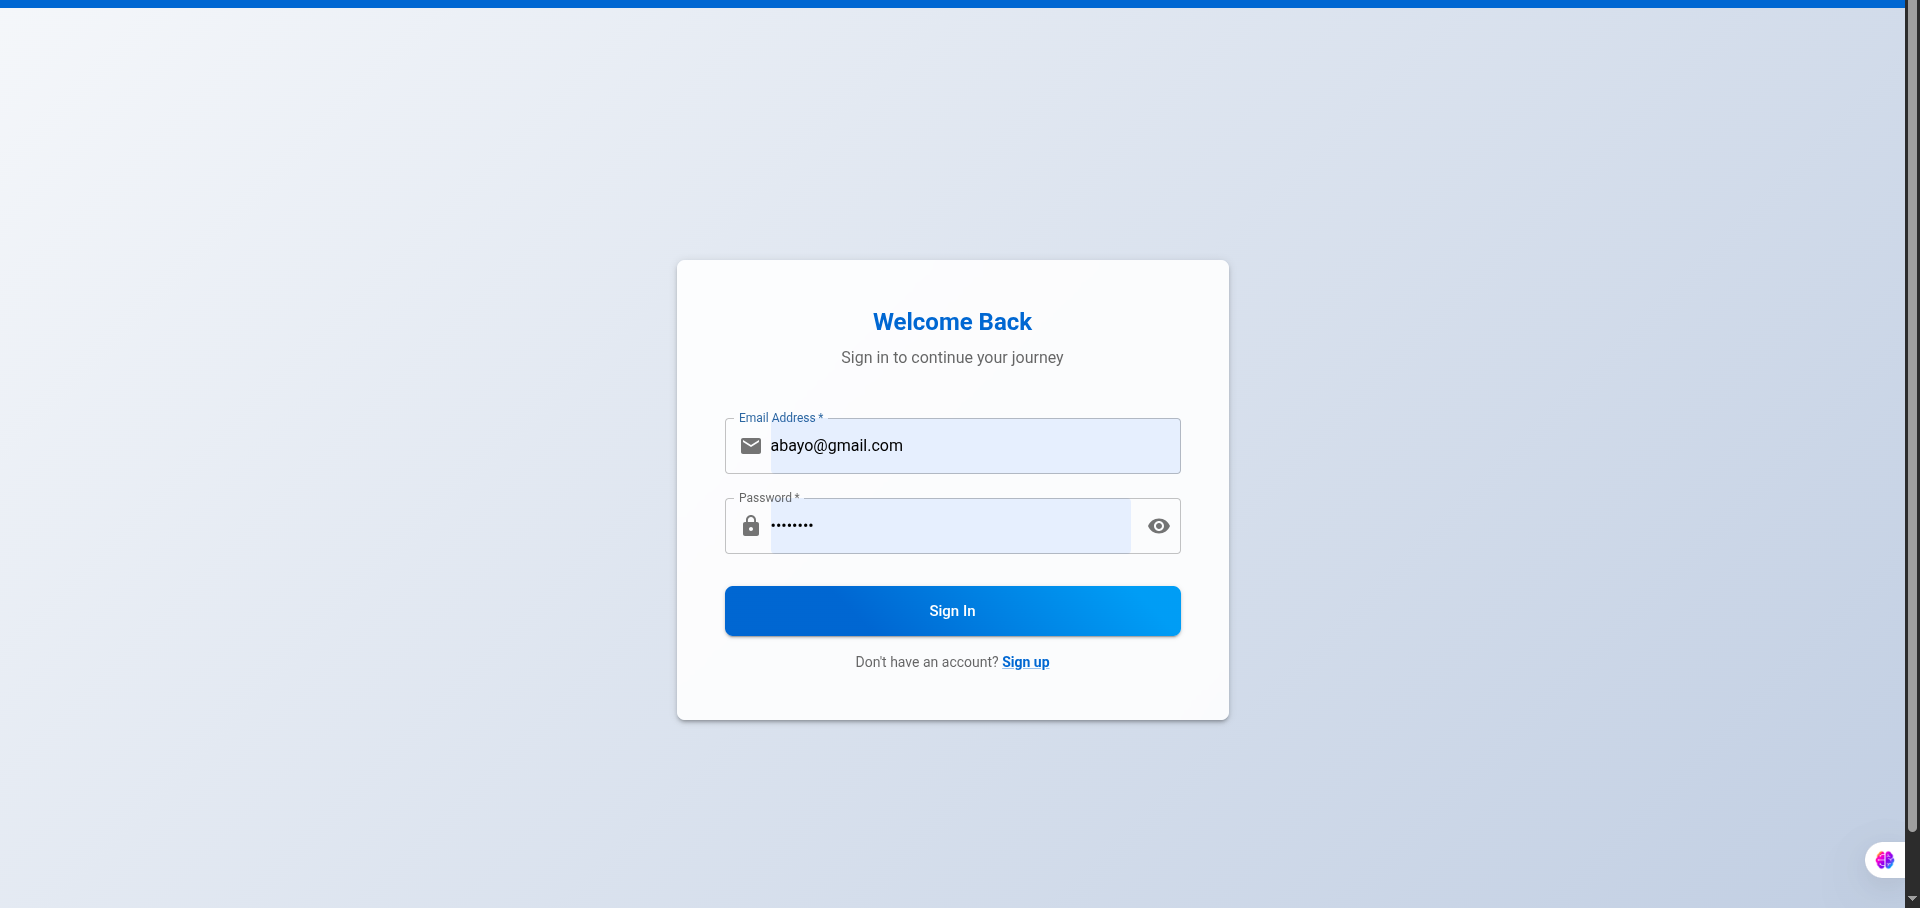 Welcome Back
Sign in to continue your journey
Email Address *
abayo@gmail.com
Password *
••••••••
Sign In
Don't have an account? Sign up